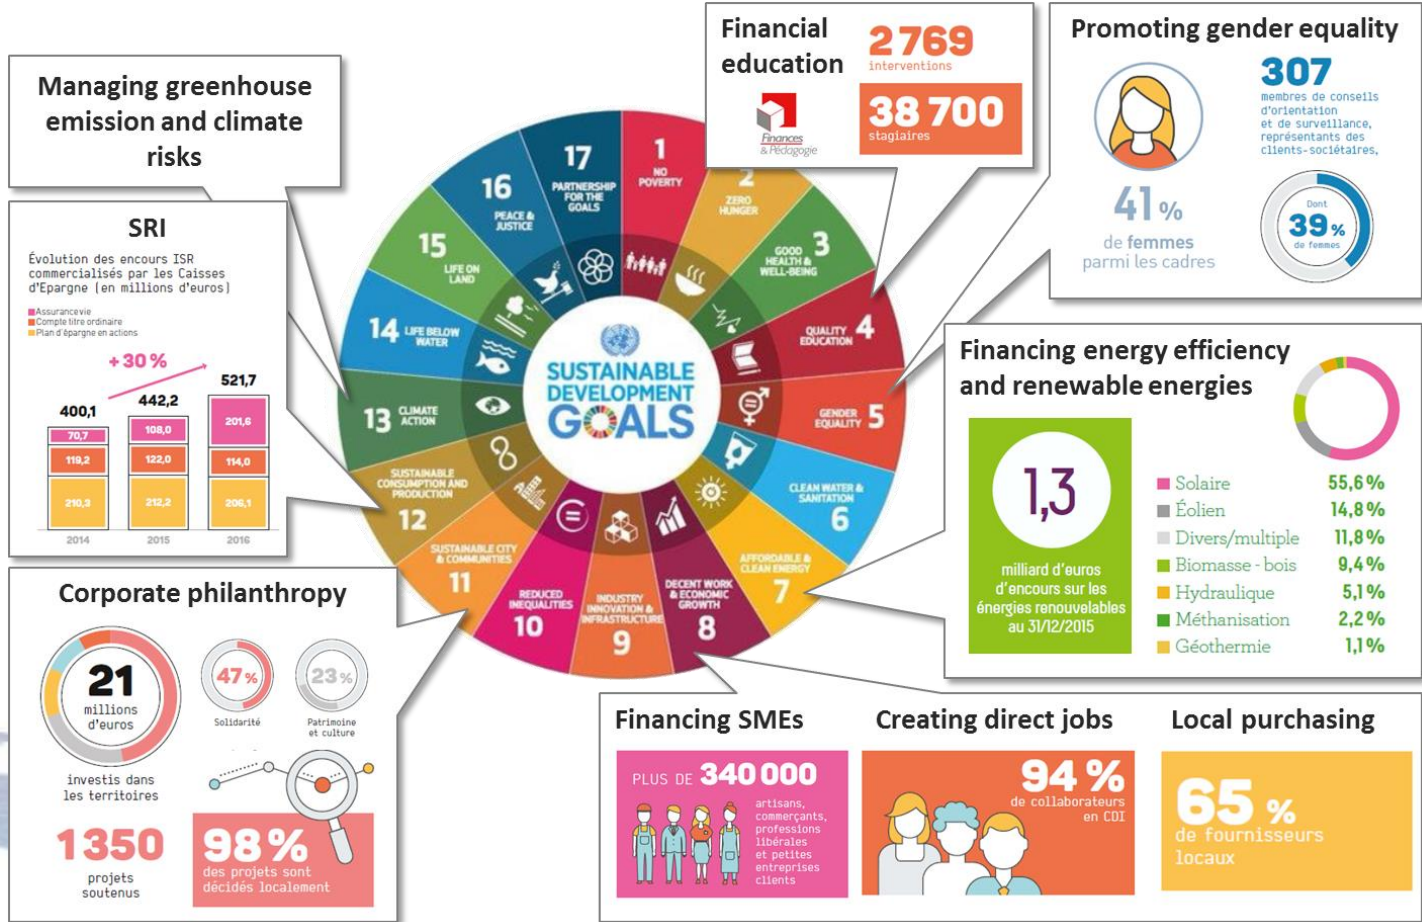 Managing greenhouse
emission and climate
risks
SRI
Évolution des encours ISR
commercialisés par les Caisses
d'Epargne (en millions d'euros)
Assurance vie
Compte titre ordinaire
Plan d'épargne en actions
+30 %
400,1
442,2
521,7
70,7
108,0
201,6
119,2
122,0
114,0
210,3
212,2
206,1
2014
2015
2016
Corporate philanthropy
21
millions
d'euros
investis dans
les territoires
47%
Solidarité
23%
Patrimoine
et culture
1350
projets
soutenus
98%
des projets sont
décidés localement
SUSTAINABLE
DEVELOPMENT
GOALS
1
NO
POVERTY
2
ZERO
HUNGER
3
GOOD
HEALTH &
WELL-BEING
4
QUALITY
EDUCATION
5
GENDER
EQUALITY
6
CLEAN WATER &
SANITATION
7
AFFORDABLE &
CLEAN ENERGY
8
DECENT WORK
& ECONOMIC
GROWTH
9
INDUSTRY
INNOVATION &
INFRASTRUCTURE
10
REDUCED
INEQUALITIES
11
SUSTAINABLE CITY
& COMMUNITIES
12
SUSTAINABLE
CONSUMPTION AND
PRODUCTION
13
CLIMATE
ACTION
14
LIFE BELOW
WATER
15
LIFE ON
LAND
16
PEACE &
JUSTICE
17
PARTNERSHIP
FOR THE
GOALS
Financial
education
Finances
& Pédagogie
2 769
interventions
38 700
stagiaires
Promoting gender equality
41 %
de femmes
parmi les cadres
307
membres de conseils
d'orientation
et de surveillance,
représentants des
clients-sociétaires,
Dont
39%
de femmes
Financing energy efficiency
and renewable energies
1,3
milliard d'euros
d'encours sur les
énergies renouvelables
au 31/12/2015
Solaire 55,6%
Éolien 14,8%
Divers/multiple 11,8%
Biomasse - bois 9,4%
Hydraulique 5,1%
Méthanisation 2,2%
Géothermie 1,1%
Financing SMEs
PLUS DE 340 000
artisans,
commerçants,
professions
libérales
et petites
entreprises
clients
Creating direct jobs
94 %
de collaborateurs
en CDI
Local purchasing
65 %
de fournisseurs
locaux